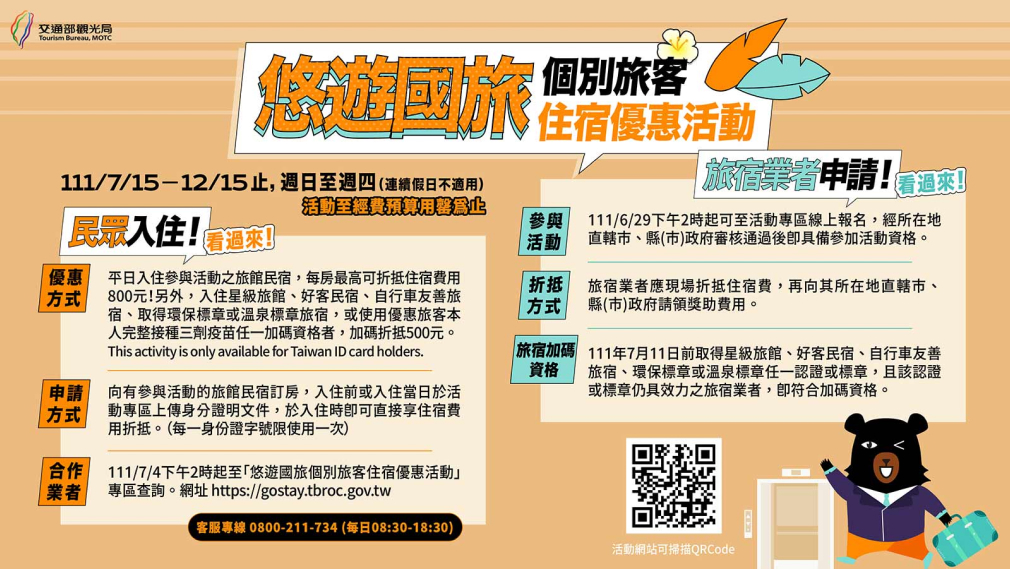 交通部觀光局
Tourism Bureau, MOTC
悠遊國旅
個別旅客
住宿優惠活動
111/7/15－12/15止，週日至週四(連續假日不適用)
活動至經費預算用罄為止
民眾入住！
看過來！
優惠
方式
平日入住參與活動之旅館民宿，每房最高可折抵住宿費用
800元！另外，入住星級旅館、好客民宿、自行車友善旅
宿、取得環保標章或溫泉標章旅宿，或使用優惠旅客本
人完整接種三劑疫苗任一加碼資格者，加碼折抵500元。
This activity is only available for Taiwan ID card holders.
申請
方式
向有參與活動的旅館民宿訂房，入住前或入住當日於活
動專區上傳身分證明文件，於入住時卽可直接享住宿費
用折抵。（每一身份證字號限使用一次）
合作
業者
111/7/4下午2時起至「悠遊國旅個別旅客住宿優惠活動」
專區查詢。網址 https://gostay.tbroc.gov.tw
客服專線 0800-211-734 (每日08:30-18:30)
旅宿業者申請！
看過來！
參與
活動
111/6/29下午2時起可至活動專區線上報名，經所在地
直轄市、縣(市)政府審核通過後卽具備參加活動資格。
折抵
方式
旅宿業者應現場折抵住宿費，再向其所在地直轄市、
縣(市)政府請領獎助費用。
旅宿加碼
資格
111年7月11日前取得星級旅館、好客民宿、自行車友善
旅宿、環保標章或溫泉標章任一認證或標章，且該認證
或標章仍具效力之旅宿業者，卽符合加碼資格。
活動網站可掃描QRCode